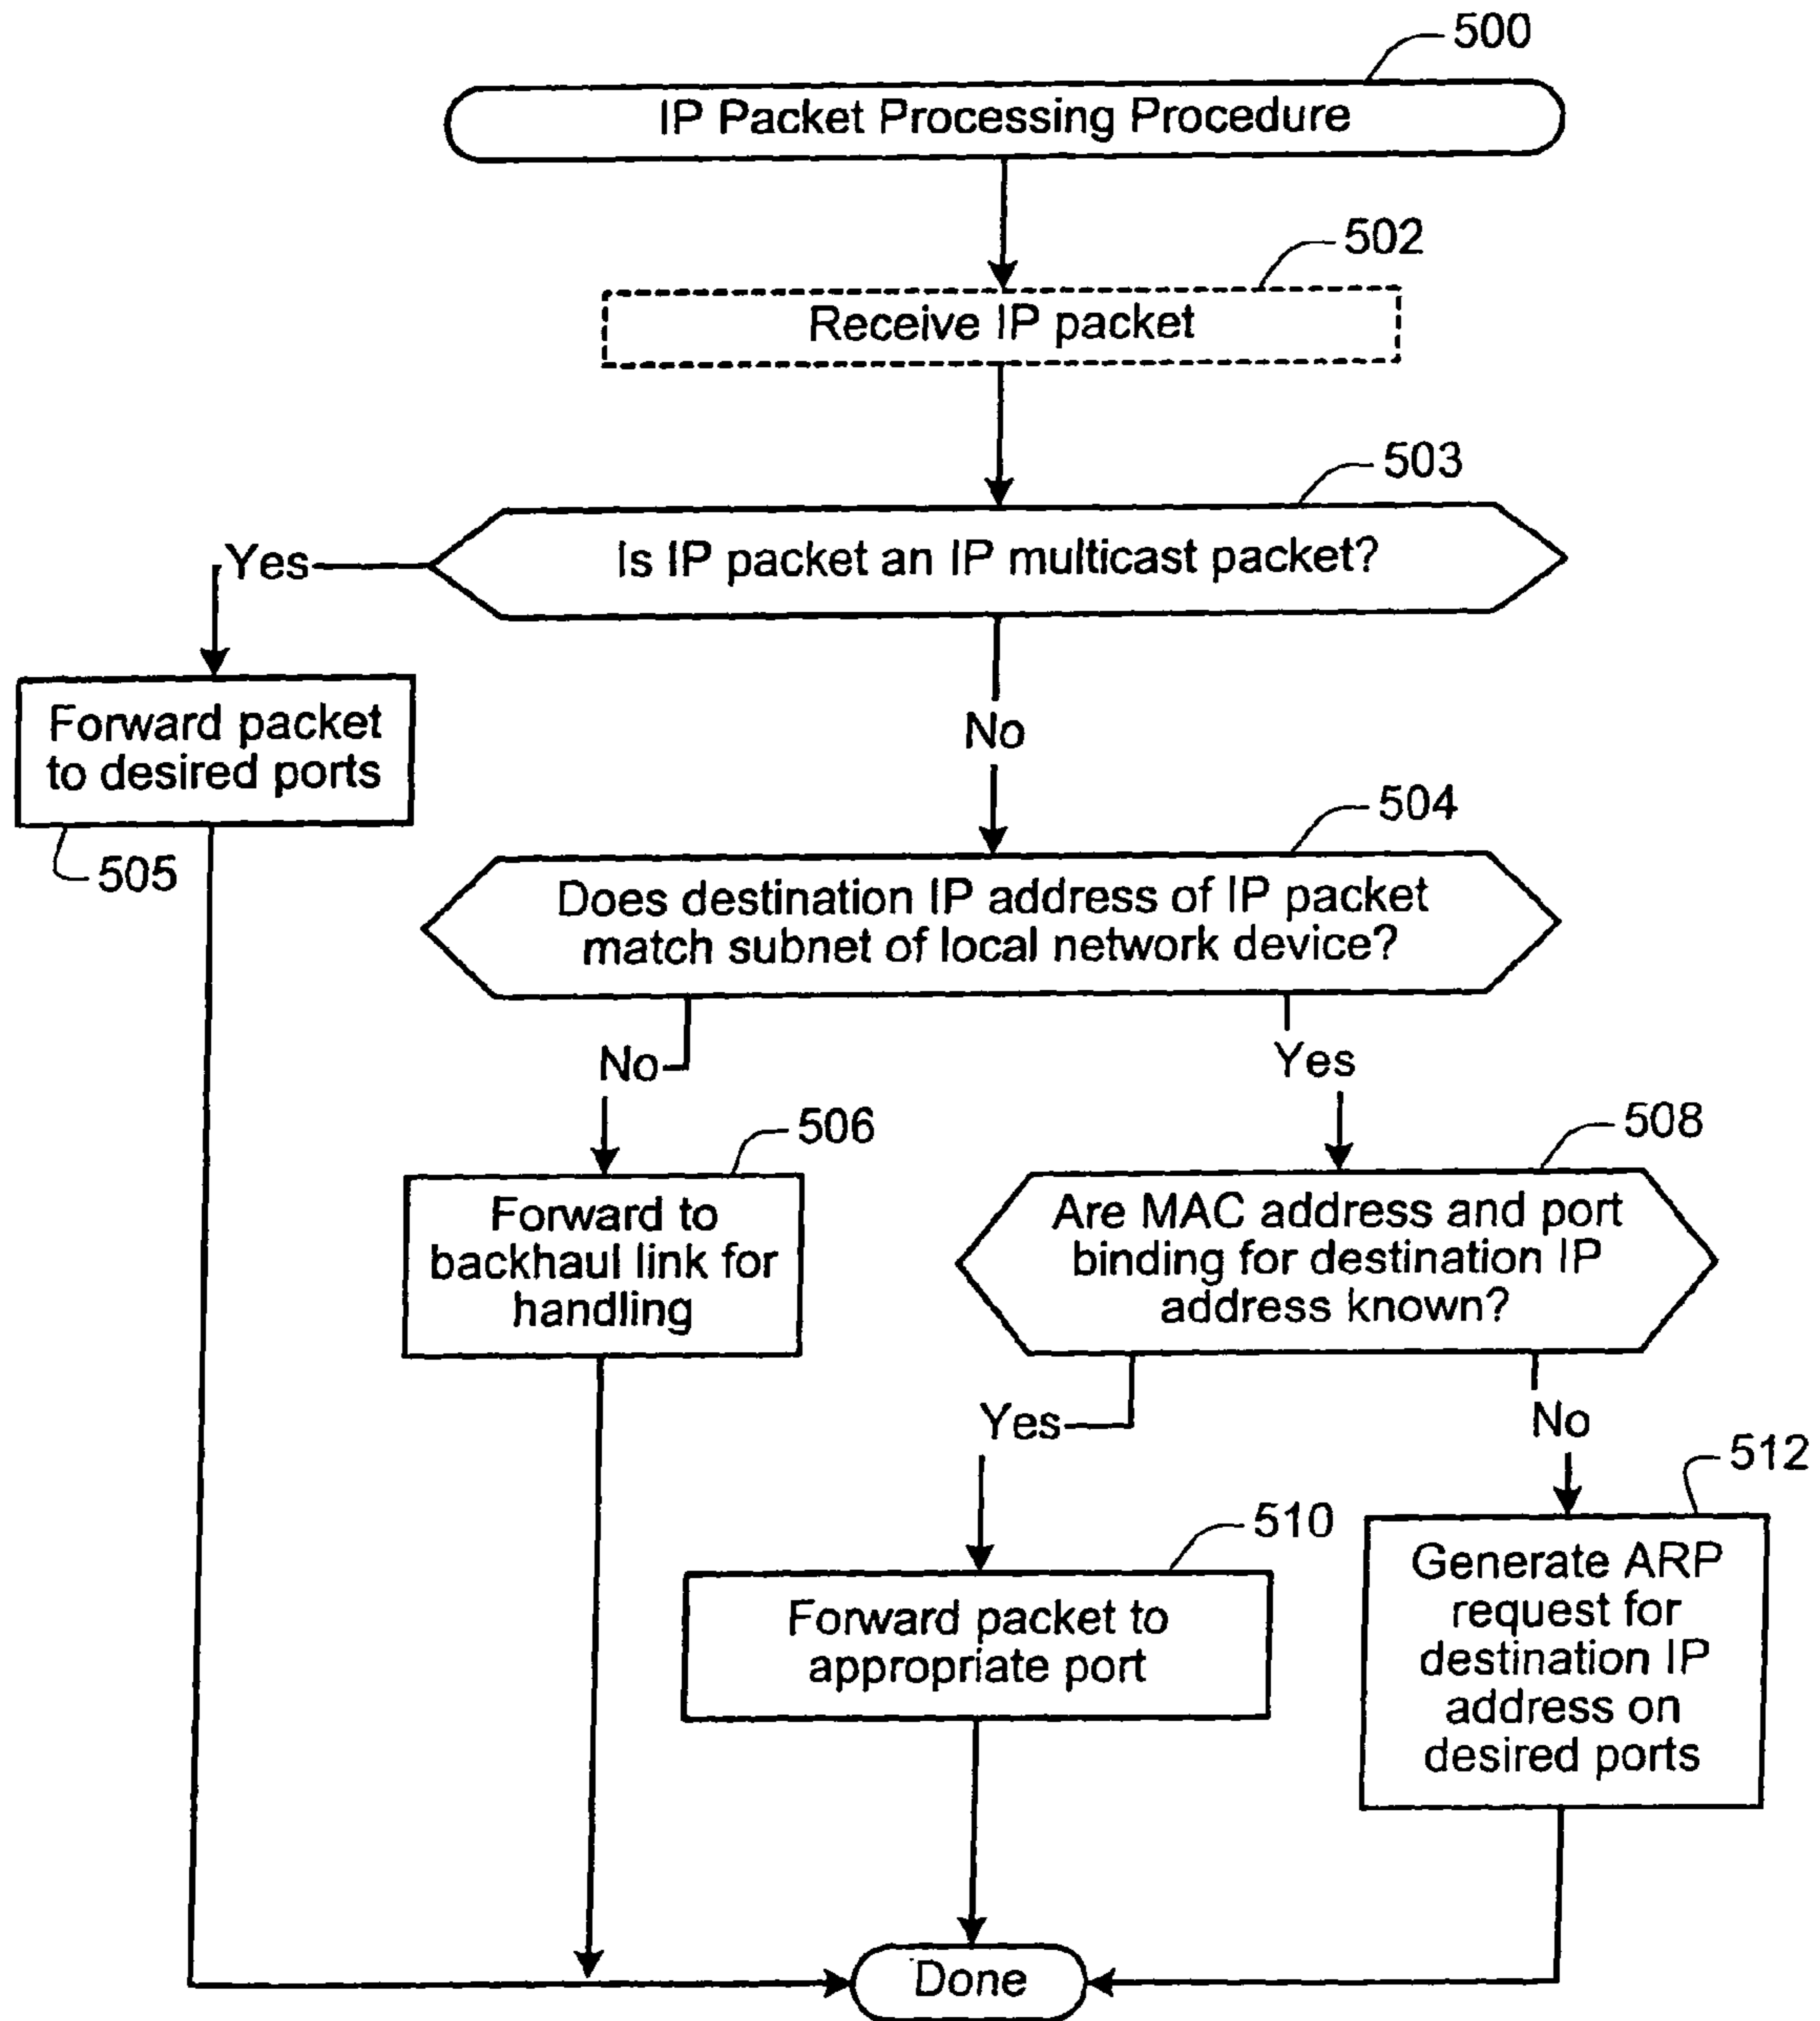 500
IP Packet Processing Procedure
502
Receive IP packet
503
Is IP packet an IP multicast packet?
Yes
No
Forward packet
to desired ports
505
504
Does destination IP address of IP packet
match subnet of local network device?
No
Yes
506
Forward to
backhaul link for
handling
508
Are MAC address and port
binding for destination IP
address known?
Yes
No
510
Forward packet to
appropriate port
512
Generate ARP
request for
destination IP
address on
desired ports
Done